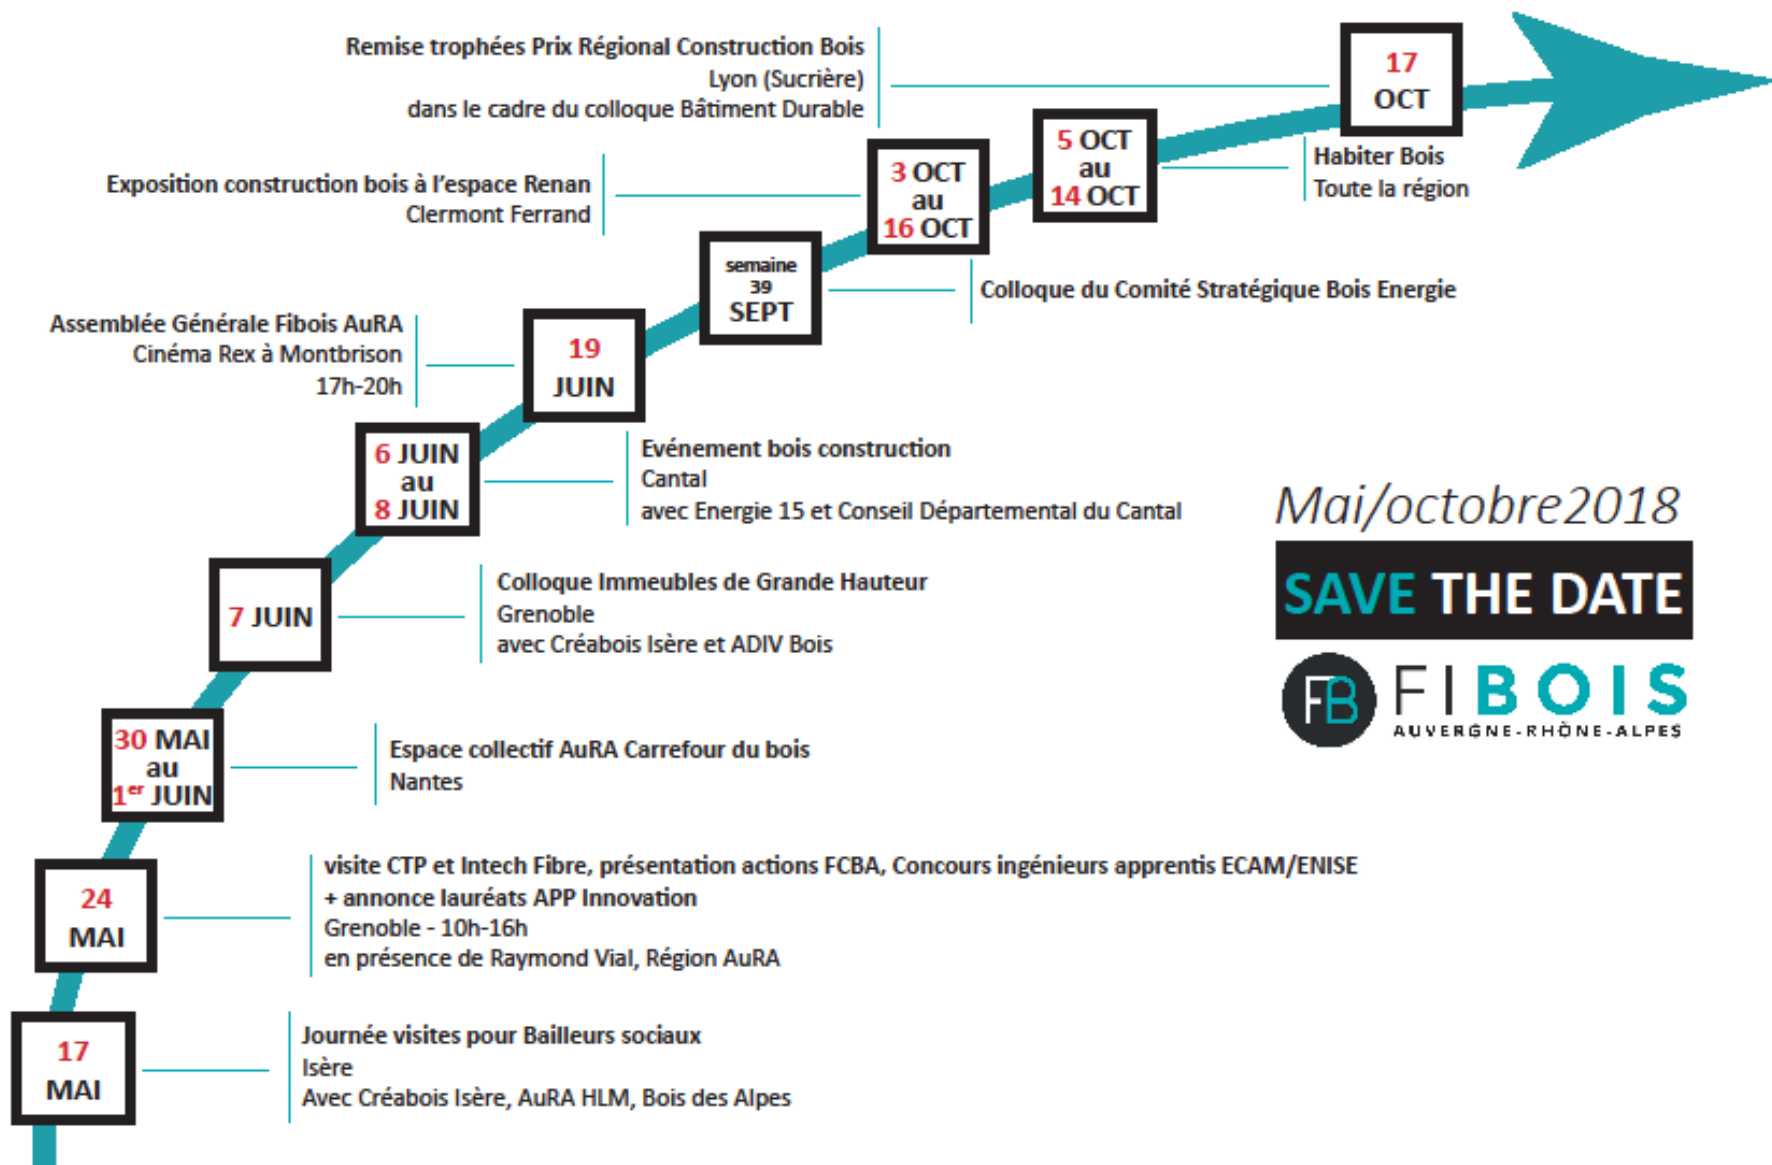 Remise trophées Prix Régional Construction Bois
Lyon (Sucrière)
dans le cadre du colloque Bâtiment Durable
17
OCT
5 OCT
au
14 OCT
Habiter Bois
Toute la région
Exposition construction bois à l’espace Renan
Clermont Ferrand
3 OCT
au
16 OCT
semaine
39
SEPT
Colloque du Comité Stratégique Bois Energie
Assemblée Générale Fibois AuRA
Cinéma Rex à Montbrison
17h-20h
19
JUIN
6 JUIN
au
8 JUIN
Evénement bois construction
Cantal
avec Energie 15 et Conseil Départemental du Cantal
7 JUIN
Colloque Immeubles de Grande Hauteur
Grenoble
avec Créabois Isère et ADIV Bois
30 MAI
au
1er JUIN
Espace collectif AuRA Carrefour du bois
Nantes
24
MAI
visite CTP et Intech Fibre, présentation actions FCBA, Concours ingénieurs apprentis ECAM/ENISE
+ annonce lauréats APP Innovation
Grenoble - 10h-16h
en présence de Raymond Vial, Région AuRA
17
MAI
Journée visites pour Bailleurs sociaux
Isère
Avec Créabois Isère, AuRA HLM, Bois des Alpes
Mai/octobre2018
SAVE THE DATE
FB
FIBOIS
AUVERGNE-RHÔNE-ALPES